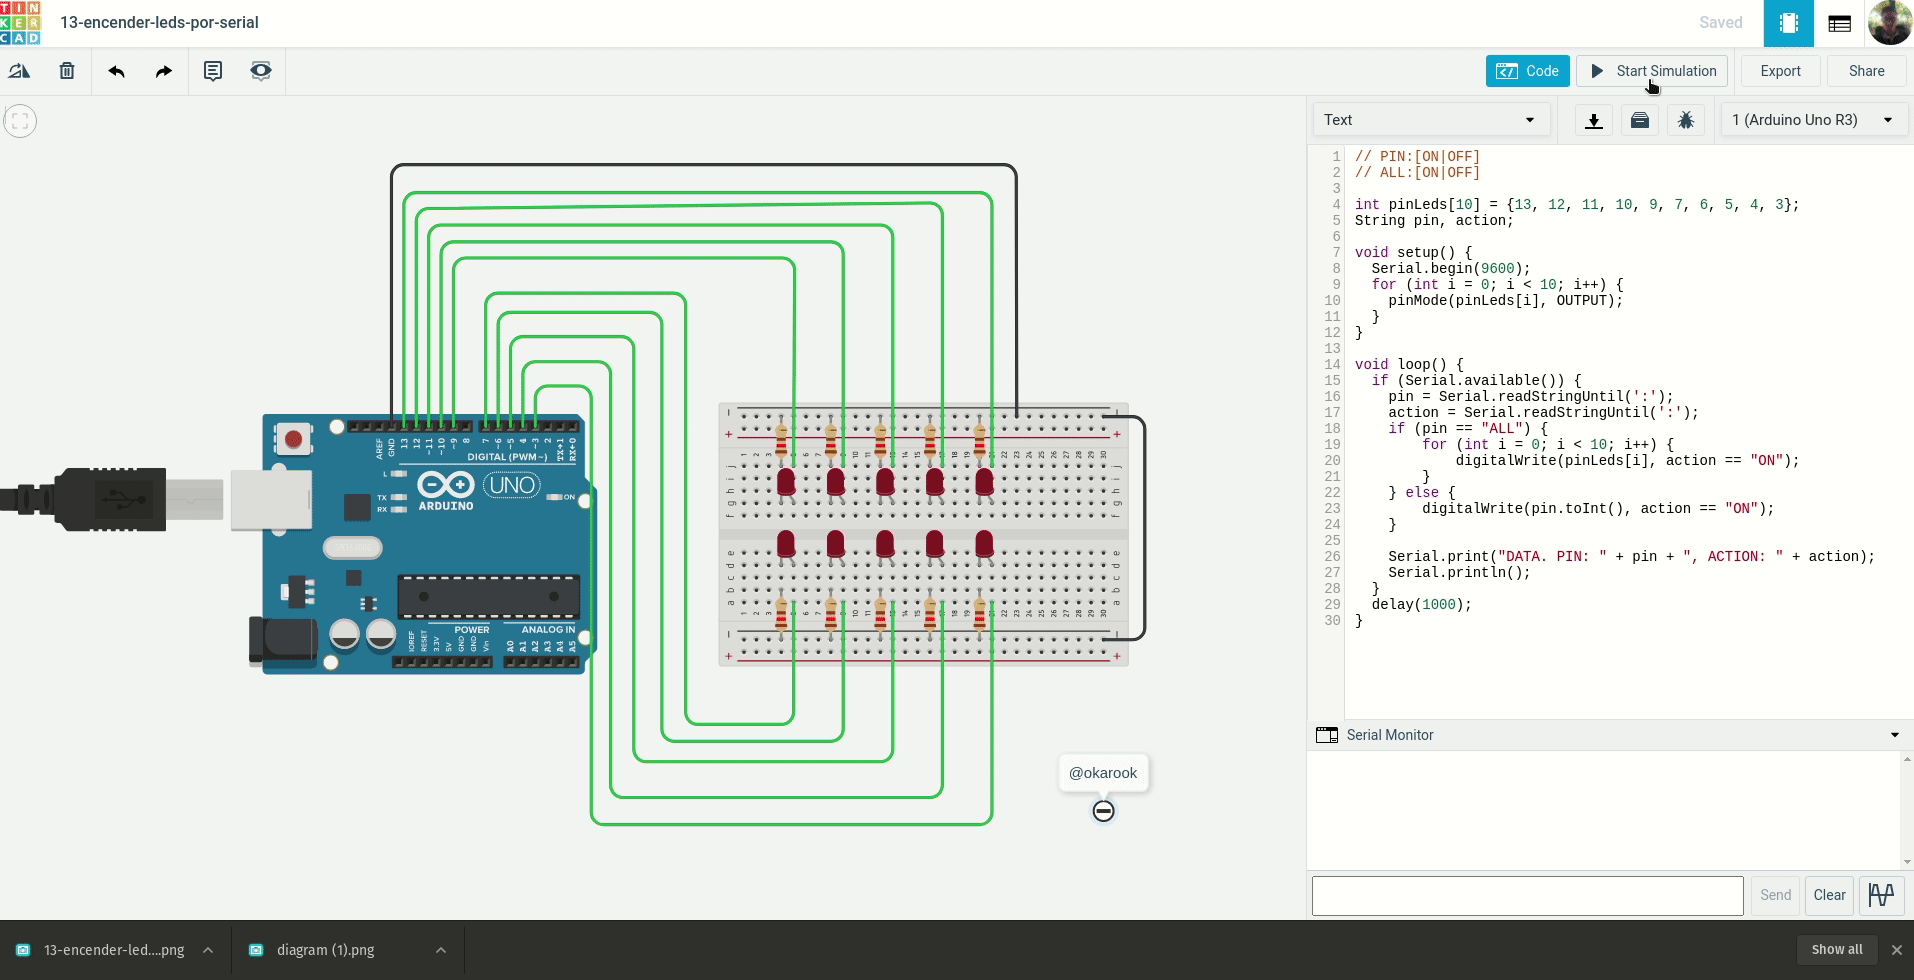 TIN
KER
CAD
13-encender-leds-por-serial
Saved
Code
Start Simulation
Export
Share
Text
1 (Arduino Uno R3)
1 // PIN:[ON|OFF]
2 // ALL:[ON|OFF]
3
4 int pinLeds[10] = {13, 12, 11, 10, 9, 7, 6, 5, 4, 3};
5 String pin, action;
6
7 void setup() {
8 Serial.begin(9600);
9 for (int i = 0; i < 10; i++) {
10 pinMode(pinLeds[i], OUTPUT);
11 }
12 }
13
14 void loop() {
15 if (Serial.available()) {
16 pin = Serial.readStringUntil(':');
17 action = Serial.readStringUntil(':');
18 if (pin == "ALL") {
19 for (int i = 0; i < 10; i++) {
20 digitalWrite(pinLeds[i], action == "ON");
21 }
22 } else {
23 digitalWrite(pin.toInt(), action == "ON");
24 }
25
26 Serial.print("DATA. PIN: " + pin + ", ACTION: " + action);
27 Serial.println();
28 }
29 delay(1000);
30 }
AREF GND 13 12 ~11 ~10 ~9 8 7 ~6 ~5 4 ~3 2 TX→1 RX←0
DIGITAL (PWM~)
L
TX
RX
UNO
ARDUINO
ON
POWER
ANALOG IN
IOREF RESET 3.3V 5V GND GND Vin A0 A1 A2 A3 A4 A5
@okarook
Serial Monitor
Send
Clear
13-encender-led....png
diagram (1).png
Show all